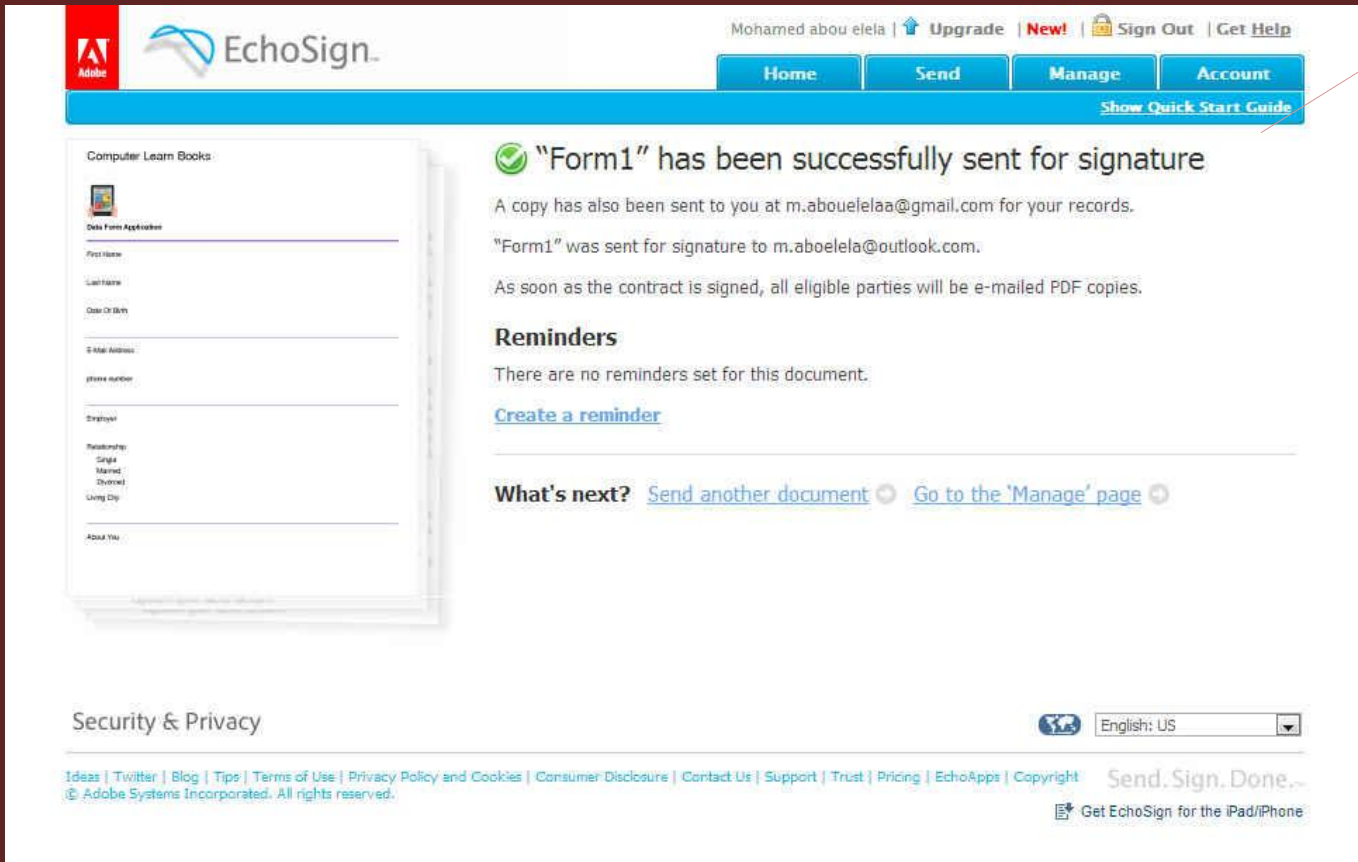 Adobe
EchoSign™
Mohamed abou elela | Upgrade | New! | Sign Out | Get Help
Home Send Manage Account
Show Quick Start Guide
Computer Learn Books
Data Form Application
First Name
Last Name
Date Of Birth
E-Mail Address
phone number
Employer
Relationship
Single
Married
Divorced
Living City
About You
“Form1” has been successfully sent for signature
A copy has also been sent to you at m.abouelelaa@gmail.com for your records.
“Form1” was sent for signature to m.aboelela@outlook.com.
As soon as the contract is signed, all eligible parties will be e-mailed PDF copies.
Reminders
There are no reminders set for this document.
Create a reminder
What's next? Send another document Go to the ‘Manage’ page
Security & Privacy
English: US
Ideas | Twitter | Blog | Tips | Terms of Use | Privacy Policy and Cookies | Consumer Disclosure | Contact Us | Support | Trust | Pricing | EchoApps | Copyright
© Adobe Systems Incorporated. All rights reserved.
Send. Sign. Done.™
Get EchoSign for the iPad/iPhone